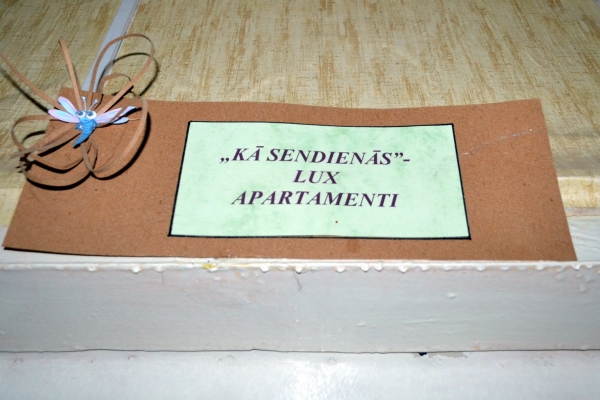 „KĀ SENDIENĀS”-
LUX
APARTAMENTI